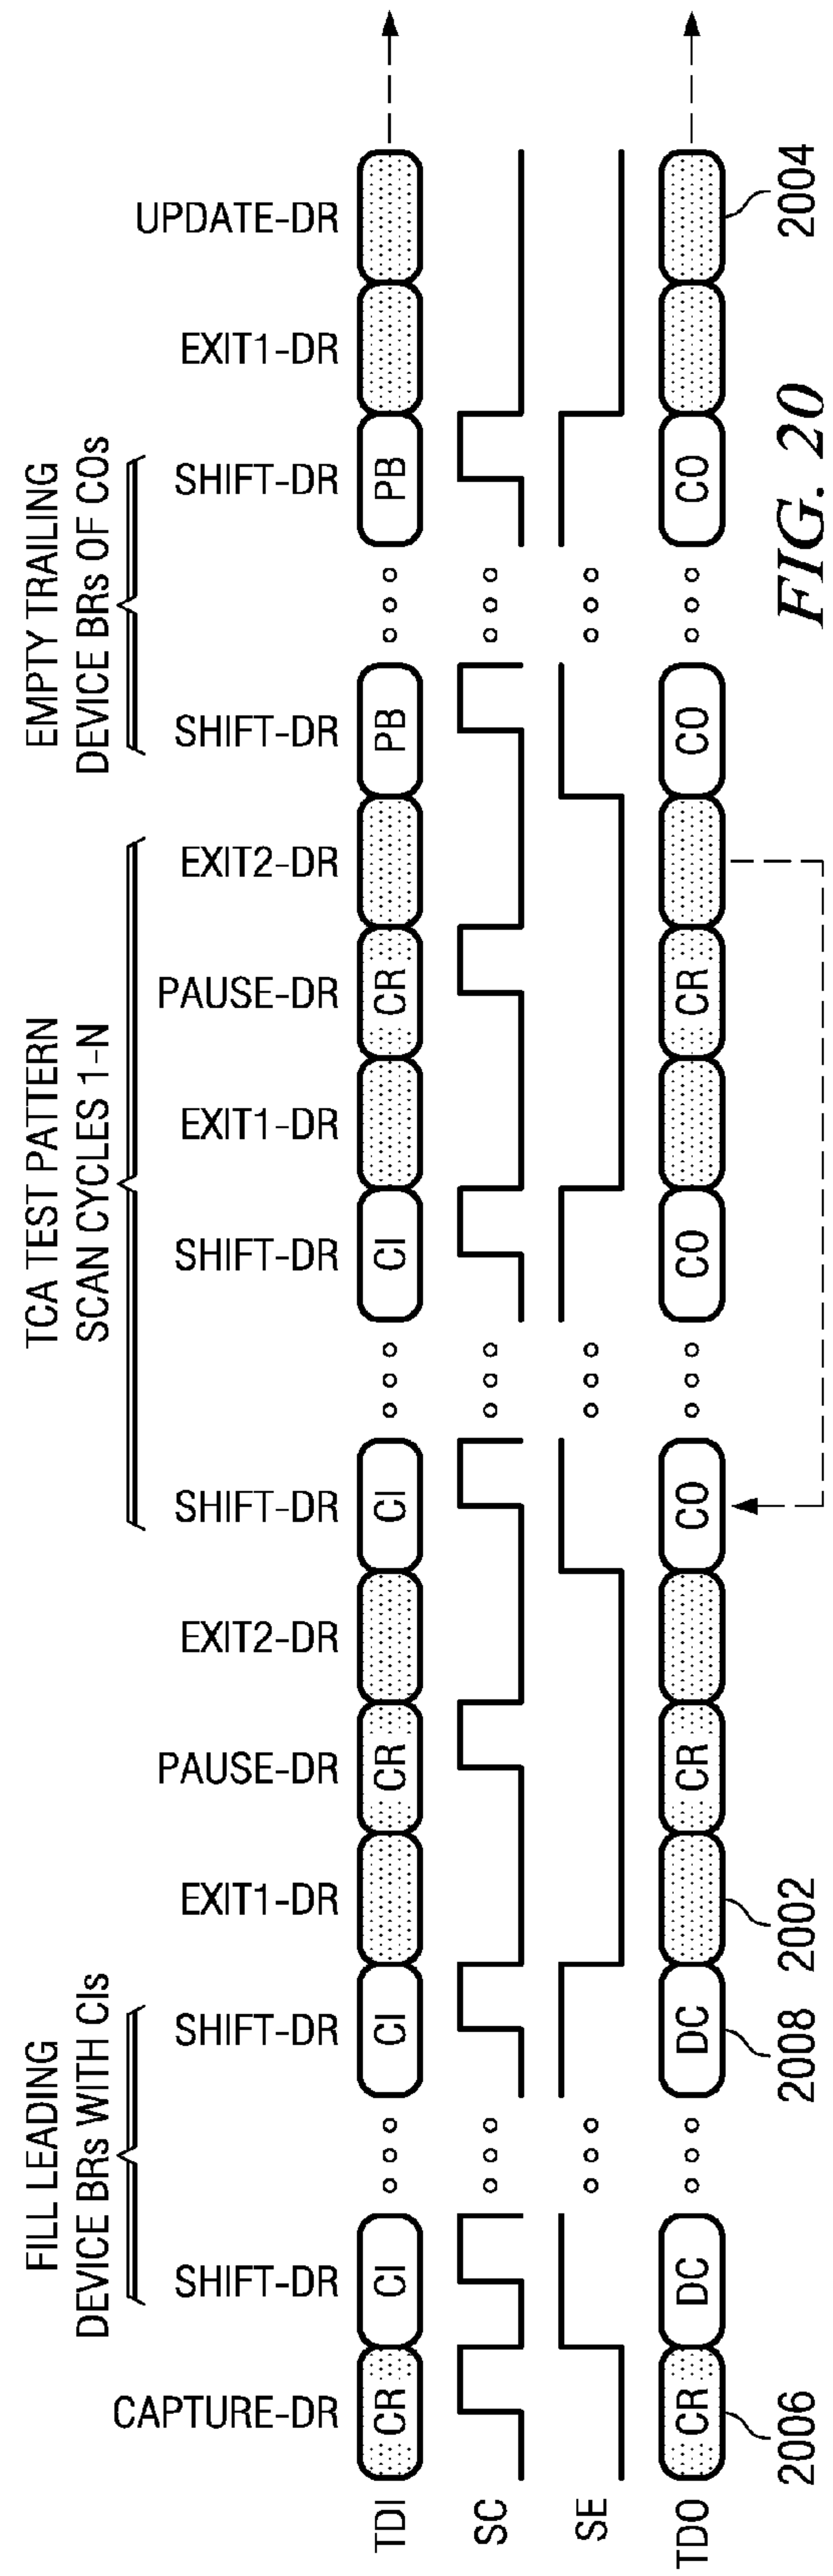 FILL LEADING
DEVICE BRs WITH CIs
TCA TEST PATTERN
SCAN CYCLES 1-N
EMPTY TRAILING
DEVICE BRs OF COs
CAPTURE-DR
SHIFT-DR
SHIFT-DR
EXIT1-DR
PAUSE-DR
EXIT2-DR
SHIFT-DR
SHIFT-DR
EXIT1-DR
PAUSE-DR
EXIT2-DR
SHIFT-DR
SHIFT-DR
EXIT1-DR
UPDATE-DR
TDI
CR
CI
CI
CR
CI
CI
CR
PB
PB
SC
SE
TDO
CR
DC
DC
CR
CO
CO
CR
CO
CO
2006
2008
2002
2004
FIG. 20